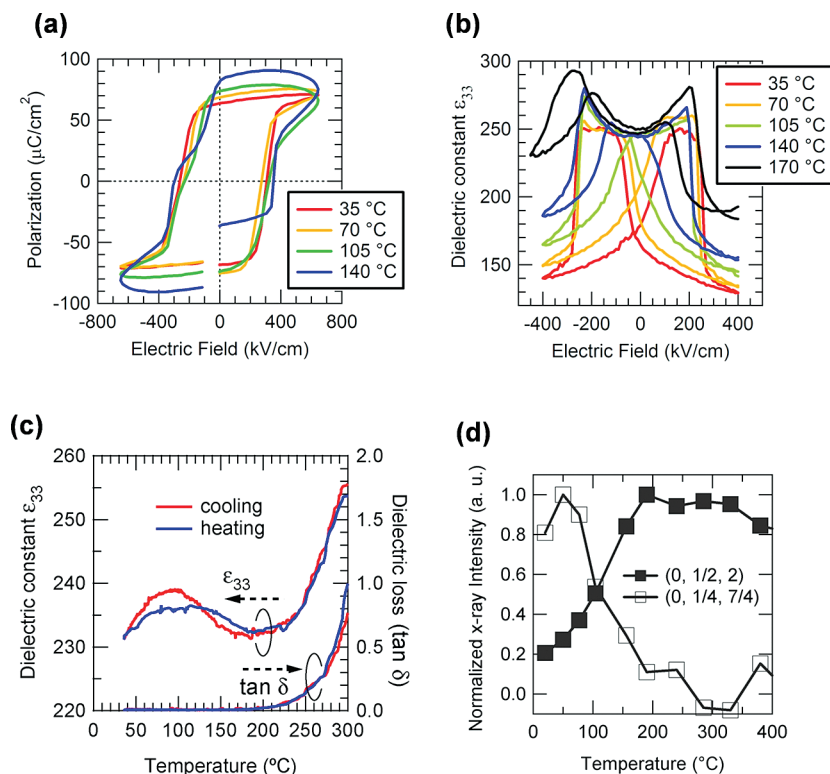 (a)
100
50
0
-50
-100
Polarization (μC/cm²)
35 °C
70 °C
105 °C
140 °C
-800
-400
0
400
800
Electric Field (kV/cm)
(b)
300
250
200
150
Dielectric constant ε33
35 °C
70 °C
105 °C
140 °C
170 °C
-400
-200
0
200
400
Electric Field (kV/cm)
(c)
260
250
240
230
220
Dielectric constant ε33
2.0
1.5
1.0
0.5
0.0
Dielectric loss (tan δ)
cooling
heating
ε33
tan δ
0
50
100
150
200
250
300
Temperature (ºC)
(d)
1.0
0.8
0.6
0.4
0.2
0.0
Normalized x-ray Intensity (a. u.)
(0, 1/2, 2)
(0, 1/4, 7/4)
0
100
200
300
400
Temperature (°C)